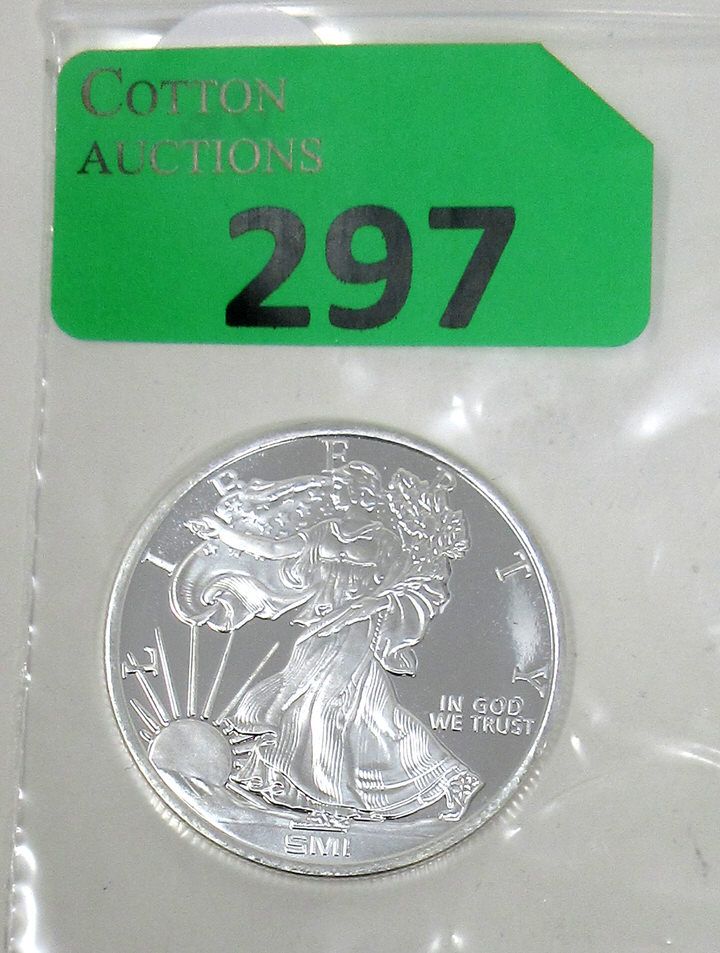 COTTON
AUCTIONS
297
LIBERTY
IN GOD
WE TRUST
SMI